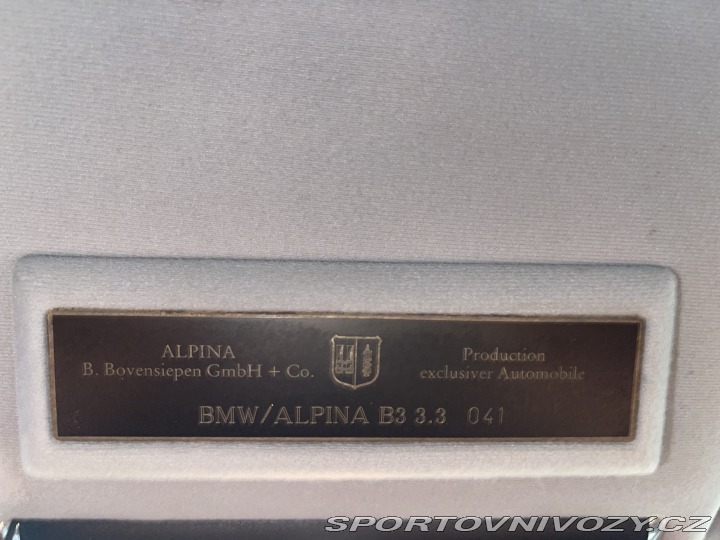 ALPINA
B. Bovensiepen GmbH + Co.
Production
exclusiver Automobile
BMW/ALPINA B3 3.3 041
SPORTOVNIVOZY.CZ